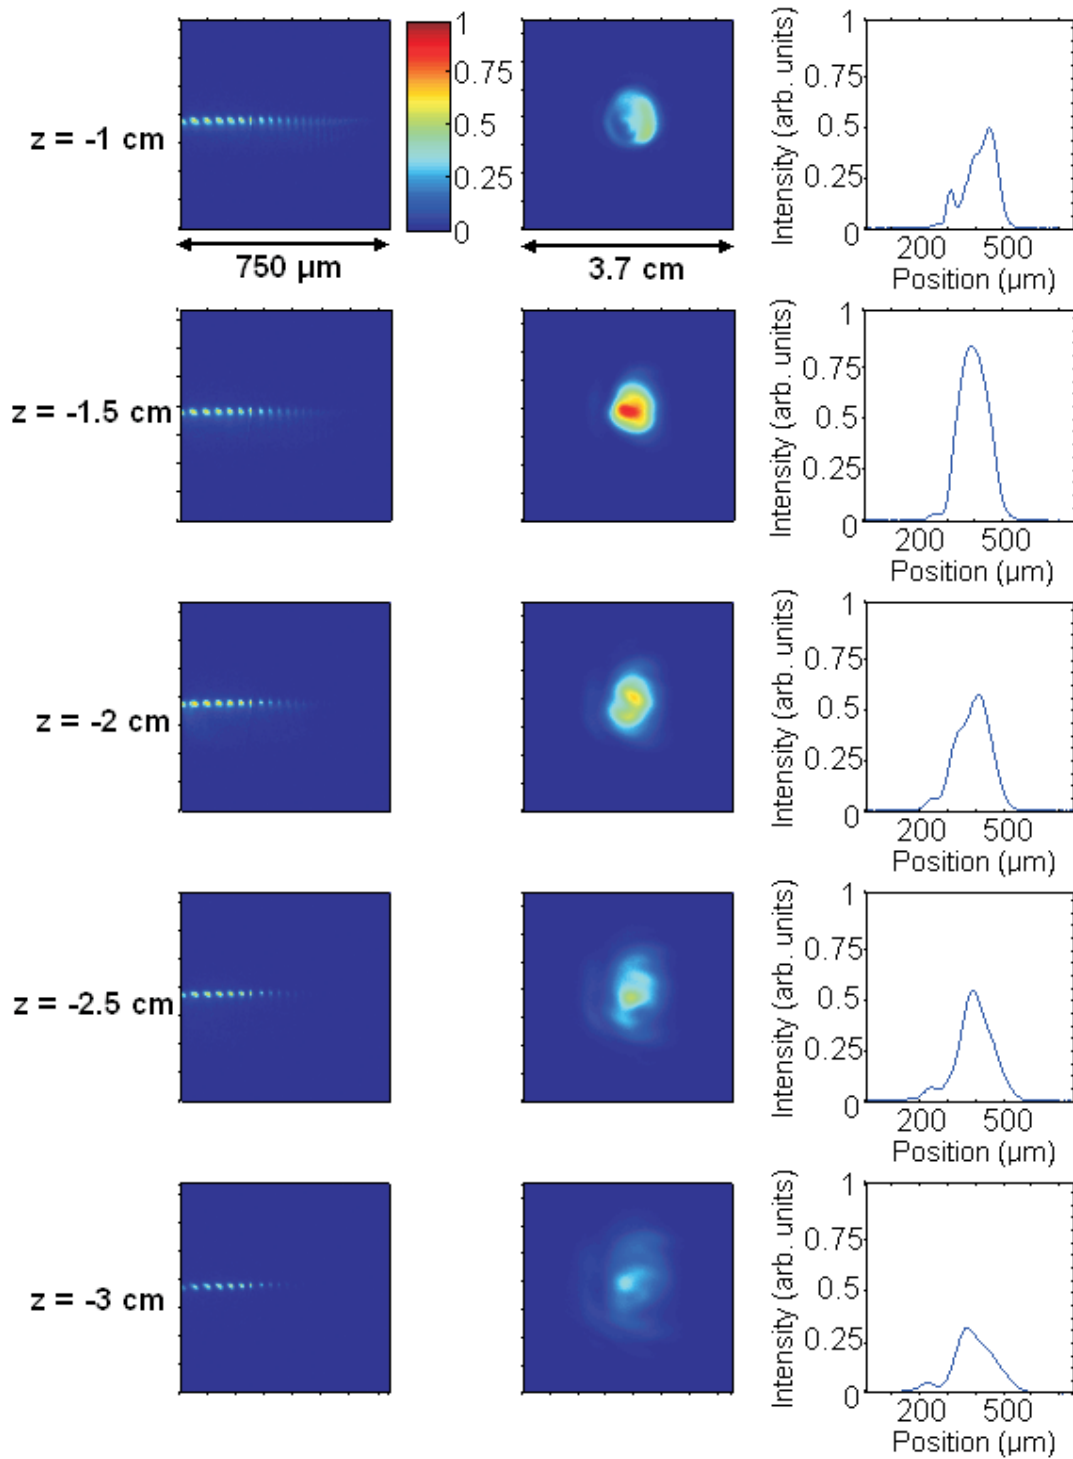 z = -1 cm
1
0.75
0.5
0.25
0
750 µm
3.7 cm
Intensity (arb. units)
1
0.75
0.5
0.25
0
200 500
Position (µm)
z = -1.5 cm
Intensity (arb. units)
1
0.75
0.5
0.25
0
200 500
Position (µm)
z = -2 cm
Intensity (arb. units)
1
0.75
0.5
0.25
0
200 500
Position (µm)
z = -2.5 cm
Intensity (arb. units)
1
0.75
0.5
0.25
0
200 500
Position (µm)
z = -3 cm
Intensity (arb. units)
1
0.75
0.5
0.25
0
200 500
Position (µm)